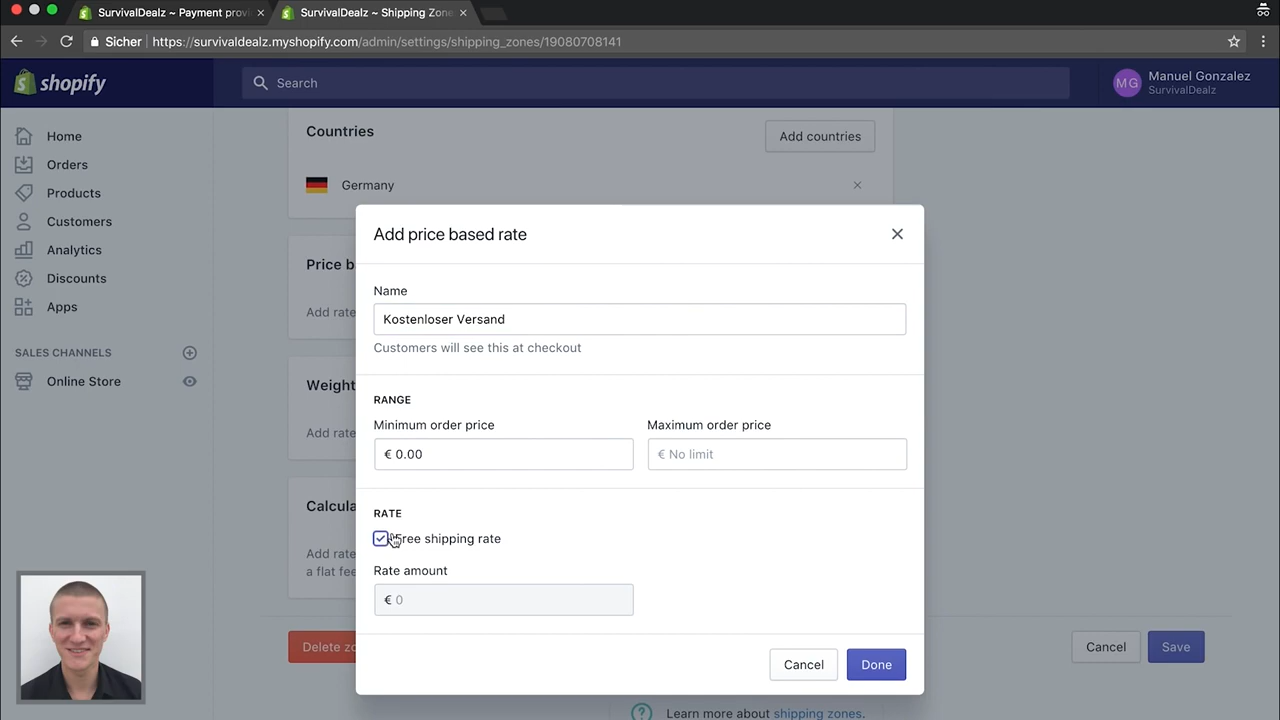 SurvivalDealz ~ Payment provi
SurvivalDealz ~ Shipping Zone
Sicher
https://survivaldealz.myshopify.com/admin/settings/shipping_zones/19080708141
shopify
Search
MG
Manuel Gonzalez
SurvivalDealz
Home
Orders
Products
Customers
Analytics
Discounts
Apps
SALES CHANNELS
Online Store
Countries
Add countries
Germany
Price b
Add rate
Weight
Add rate
Calcula
Add rate
a flat fee
Delete zo
Cancel
Save
Add price based rate
Name
Kostenloser Versand
Customers will see this at checkout
RANGE
Minimum order price
Maximum order price
€ 0.00
€ No limit
RATE
Free shipping rate
Rate amount
€ 0
Cancel
Done
Learn more about shipping zones.